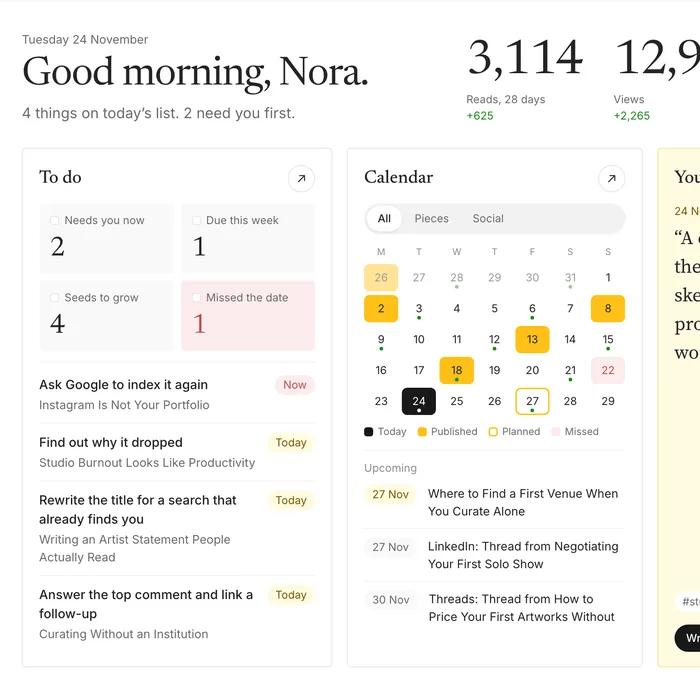 Tuesday 24 November
Good morning, Nora.
4 things on today’s list. 2 need you first.
3,114
Reads, 28 days
+625
12,9
Views
+2,265
To do
Needs you now
2
Due this week
1
Seeds to grow
4
Missed the date
1
Ask Google to index it again
Now
Instagram Is Not Your Portfolio
Find out why it dropped
Today
Studio Burnout Looks Like Productivity
Rewrite the title for a search that
already finds you
Today
Writing an Artist Statement People
Actually Read
Answer the top comment and link a
follow-up
Today
Curating Without an Institution
Calendar
All Pieces Social
M T W T F S S
26 27 28 29 30 31 1
2 3 4 5 6 7 8
9 10 11 12 13 14 15
16 17 18 19 20 21 22
23 24 25 26 27 28 29
Today Published Planned Missed
Upcoming
27 Nov
Where to Find a First Venue When
You Curate Alone
27 Nov
LinkedIn: Thread from Negotiating
Your First Solo Show
30 Nov
Threads: Thread from How to
Price Your First Artworks Without
You
24 N
“A
the
ske
pro
wo
#st
Wr